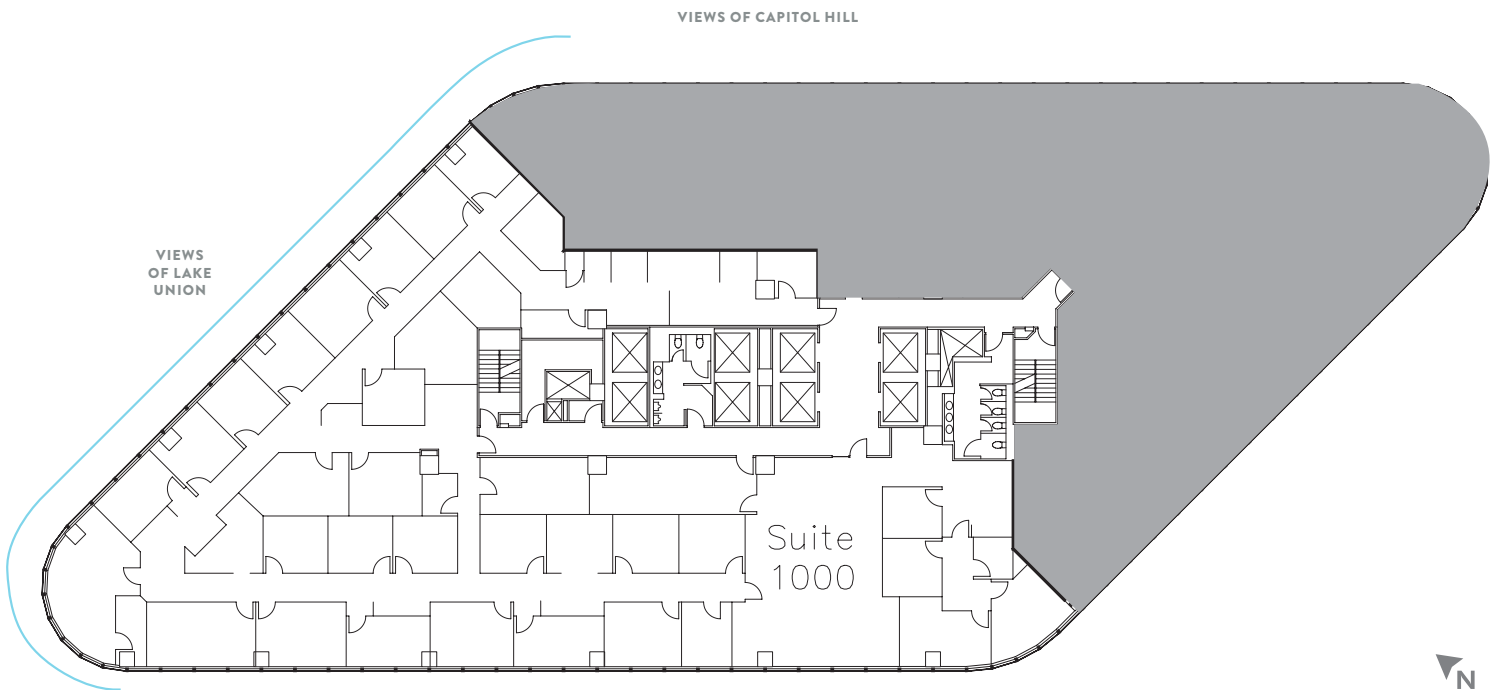 VIEWS OF CAPITOL HILL
VIEWS
OF LAKE
UNION
Suite
1000
N